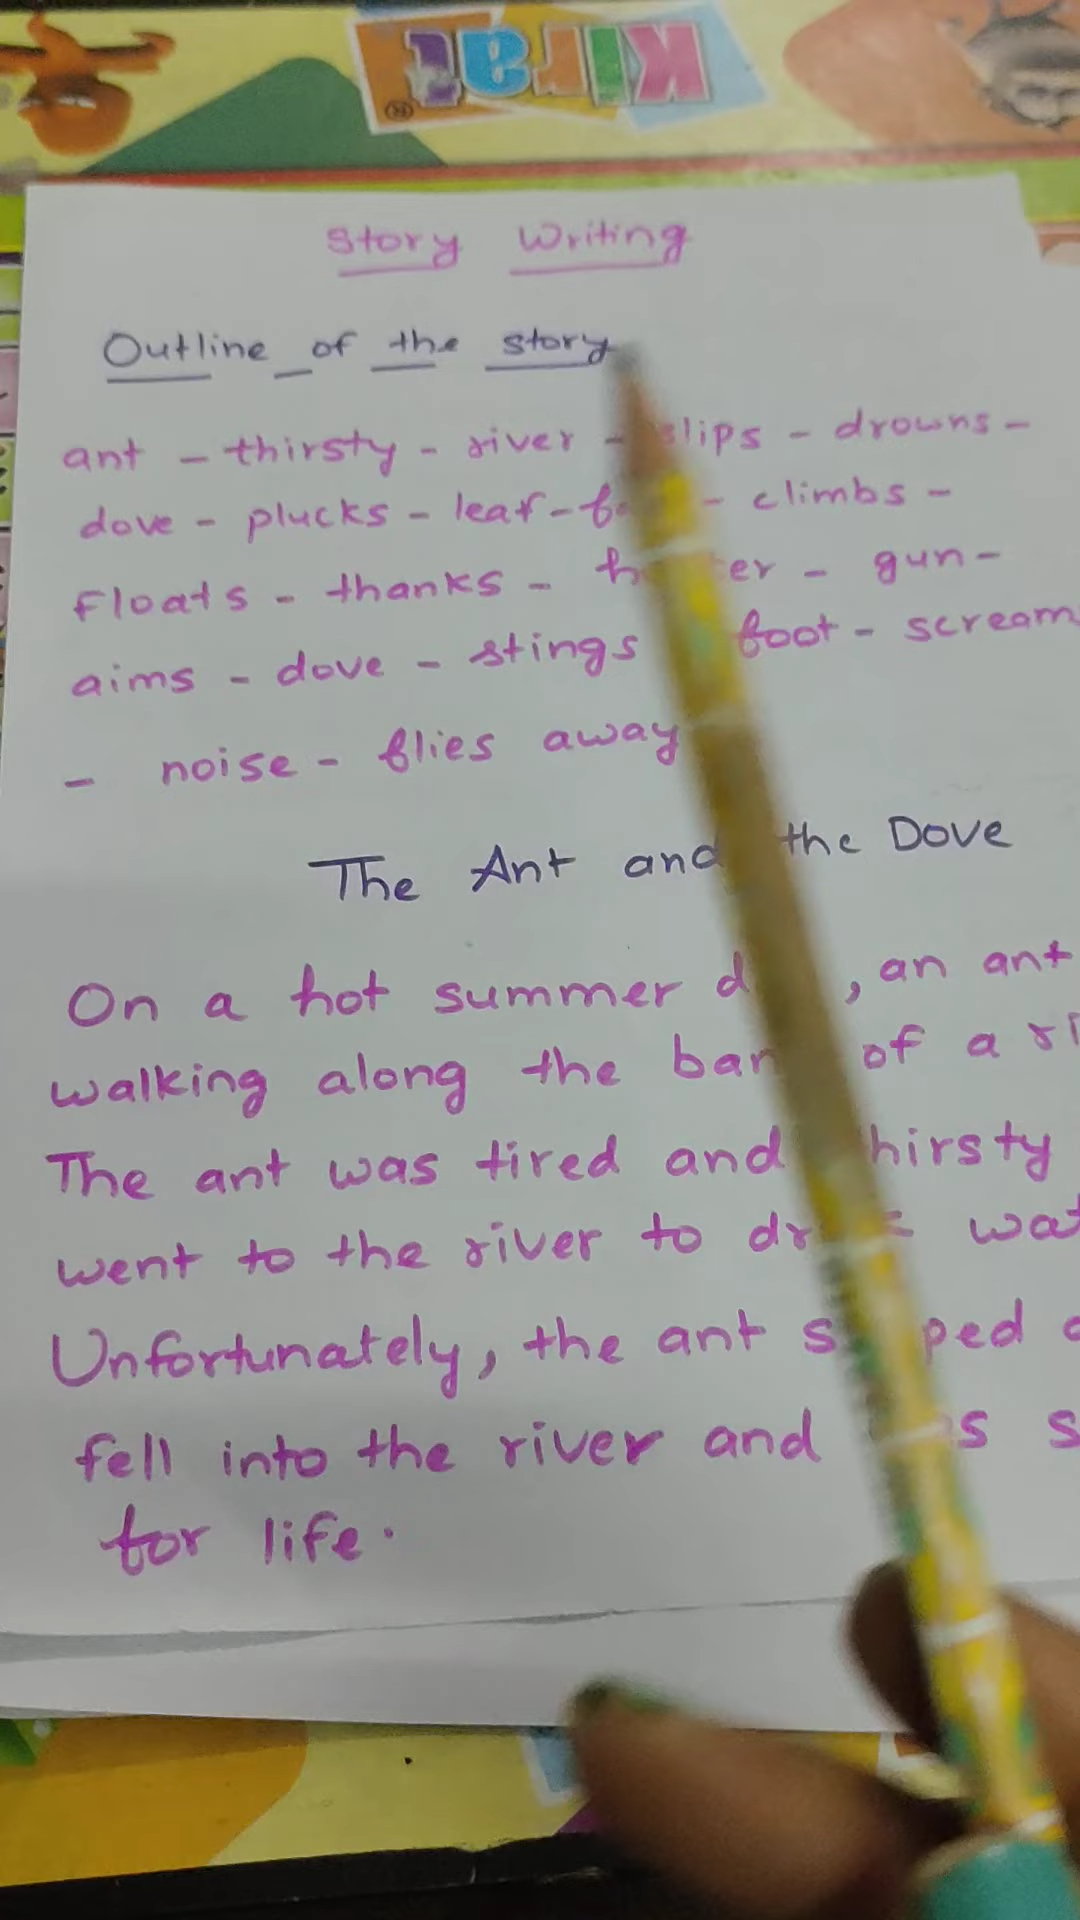 Kirat
Story Writing
Outline of the story
ant - thirsty - river - slips - drowns -
dove - plucks - leaf - - climbs -
Floats - thanks - - gun -
aims - dove - stings foot - scream
- noise - flies away
The Ant and the Dove
On a hot summer , an ant
walking along the of a
The ant was tired and thirsty
went to the river to
Unfortunately, the ant
fell into the river and
for life.